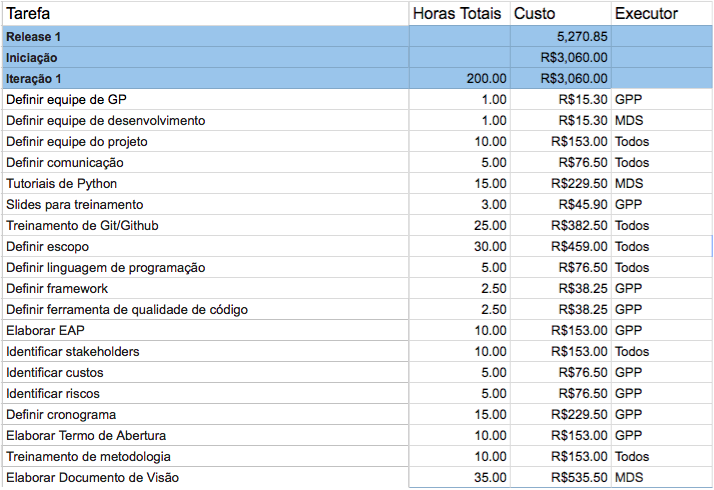 Tarefa Horas Totais Custo Executor
Release 1 5,270.85
Iniciação R$3,060.00
Iteração 1 200.00 R$3,060.00
Definir equipe de GP 1.00 R$15.30 GPP
Definir equipe de desenvolvimento 1.00 R$15.30 MDS
Definir equipe do projeto 10.00 R$153.00 Todos
Definir comunicação 5.00 R$76.50 Todos
Tutoriais de Python 15.00 R$229.50 MDS
Slides para treinamento 3.00 R$45.90 GPP
Treinamento de Git/Github 25.00 R$382.50 Todos
Definir escopo 30.00 R$459.00 Todos
Definir linguagem de programação 5.00 R$76.50 Todos
Definir framework 2.50 R$38.25 GPP
Definir ferramenta de qualidade de código 2.50 R$38.25 GPP
Elaborar EAP 10.00 R$153.00 GPP
Identificar stakeholders 10.00 R$153.00 Todos
Identificar custos 5.00 R$76.50 GPP
Identificar riscos 5.00 R$76.50 GPP
Definir cronograma 15.00 R$229.50 GPP
Elaborar Termo de Abertura 10.00 R$153.00 GPP
Treinamento de metodologia 10.00 R$153.00 Todos
Elaborar Documento de Visão 35.00 R$535.50 MDS